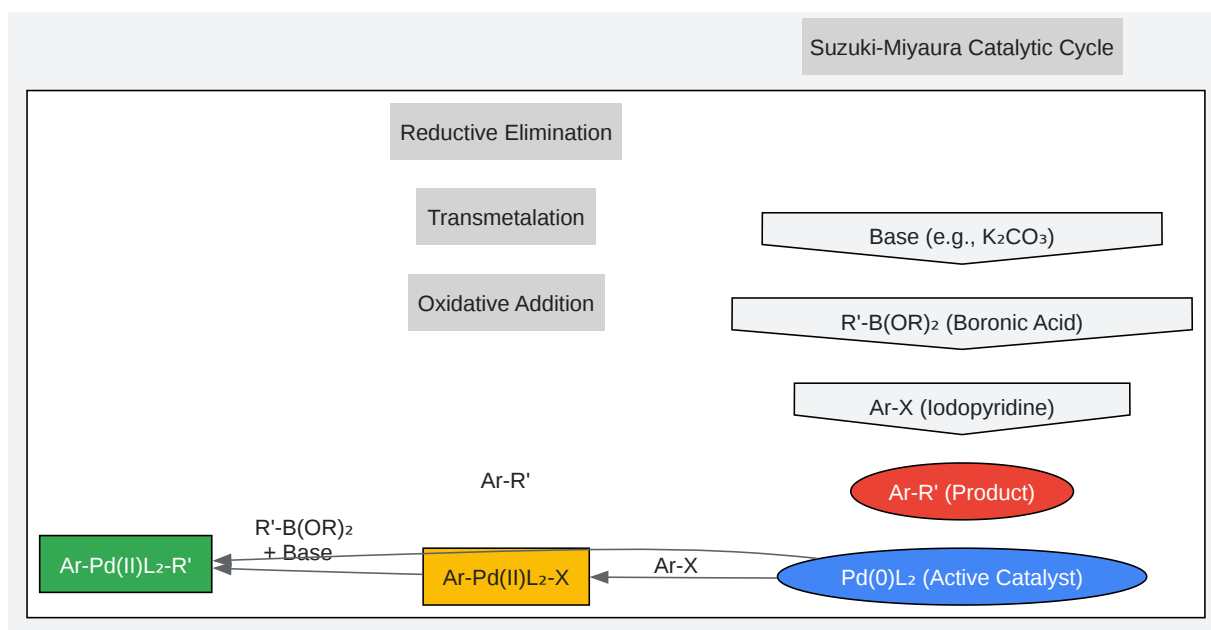 Suzuki-Miyaura Catalytic Cycle
Reductive Elimination
Transmetalation
Base (e.g., K₂CO₃)
Oxidative Addition
R'-B(OR)₂ (Boronic Acid)
Ar-X (Iodopyridine)
Ar-R'
Ar-R' (Product)
R'-B(OR)₂
+ Base
Ar-Pd(II)L₂-R'
Ar-X
Ar-Pd(II)L₂-X
Pd(0)L₂ (Active Catalyst)